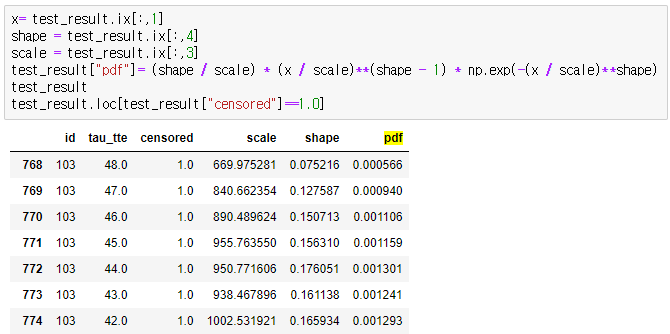 x= test_result.ix[:,1]
shape = test_result.ix[:,4]
scale = test_result.ix[:,3]
test_result["pdf"]= (shape / scale) * (x / scale)**(shape - 1) * np.exp(-(x / scale)**shape)
test_result
test_result.loc[test_result["censored"]==1.0]
id tau_tte censored scale shape pdf
768 103 48.0 1.0 669.975281 0.075216 0.000566
769 103 47.0 1.0 840.662354 0.127587 0.000940
770 103 46.0 1.0 890.489624 0.150713 0.001106
771 103 45.0 1.0 955.763550 0.156310 0.001159
772 103 44.0 1.0 950.771606 0.176051 0.001301
773 103 43.0 1.0 938.467896 0.161138 0.001241
774 103 42.0 1.0 1002.531921 0.165934 0.001293